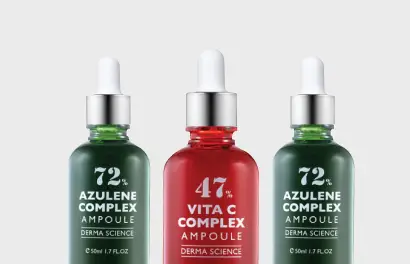 72%
AZULENE
COMPLEX
AMPOULE
DERMA SCIENCE
℮ 50ml 1.7 FL.OZ
47%
VITA C
COMPLEX
AMPOULE
DERMA SCIENCE
℮ 50ml 1.7 FL.OZ
72%
AZULENE
COMPLEX
AMPOULE
DERMA SCIENCE
℮ 50ml 1.7 FL.OZ